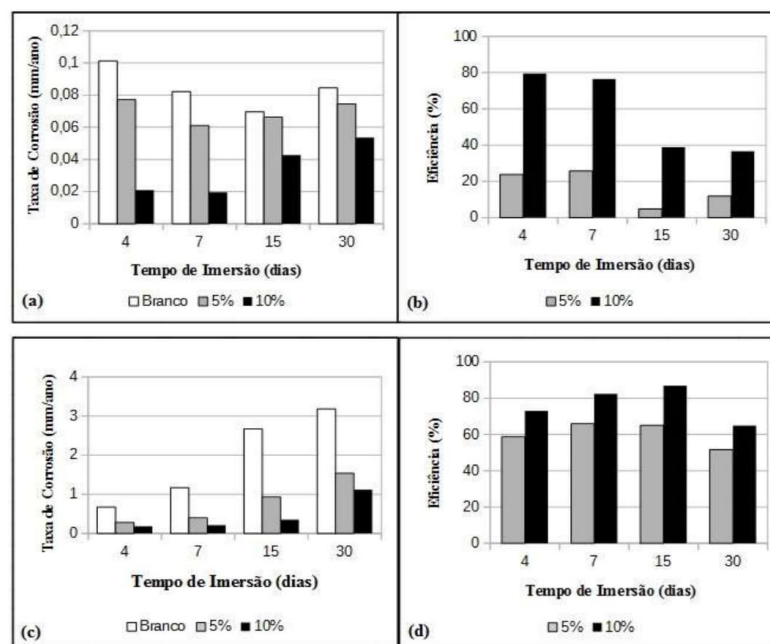 Taxa de Corrosão (mm/ano)
0,12
0,1
0,08
0,06
0,04
0,02
0
4 7 15 30
Tempo de Imersão (dias)
Branco 5% 10%
(a)
Eficiência (%)
100
80
60
40
20
0
4 7 15 30
Tempo de Imersão (dias)
5% 10%
(b)
Taxa de Corrosão (mm/ano)
4
3
2
1
0
4 7 15 30
Tempo de Imersão (dias)
Branco 5% 10%
(c)
Eficiência (%)
100
80
60
40
20
0
4 7 15 30
Tempo de Imersão (dias)
5% 10%
(d)